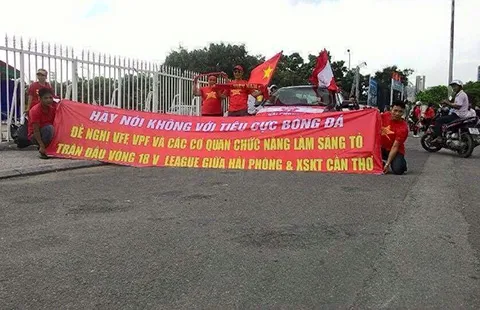 HÃY NÓI KHÔNG VỚI TIÊU CỰC BÓNG ĐÁ
ĐỀ NGHỊ VFF VPF VÀ CÁC CƠ QUAN CHỨC NĂNG LÀM SÁNG TỎ
TRẬN ĐẤU VÒNG 18 V LEAGUE GIỮA HẢI PHÒNG & XSKT CẦN THƠ